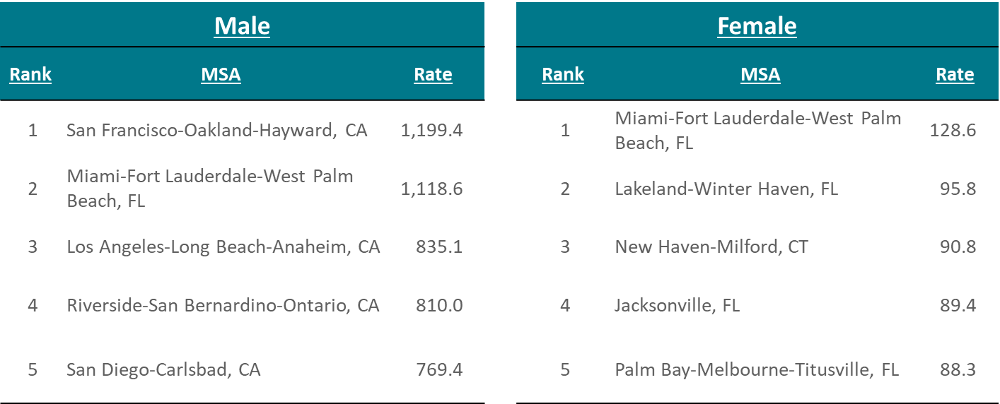 Male
Rank MSA Rate
1 San Francisco-Oakland-Hayward, CA 1,199.4
Miami-Fort Lauderdale-West Palm
2 1,118.6
Beach, FL
3 Los Angeles-Long Beach-Anaheim, CA 835.1
4 Riverside-San Bernardino-Ontario, CA 810.0
5 San Diego-Carlsbad, CA 769.4
Female
Rank MSA Rate
Miami-Fort Lauderdale-West Palm
1 128.6
Beach, FL
2 Lakeland-Winter Haven, FL 95.8
3 New Haven-Milford, CT 90.8
4 Jacksonville, FL 89.4
5 Palm Bay-Melbourne-Titusville, FL 88.3